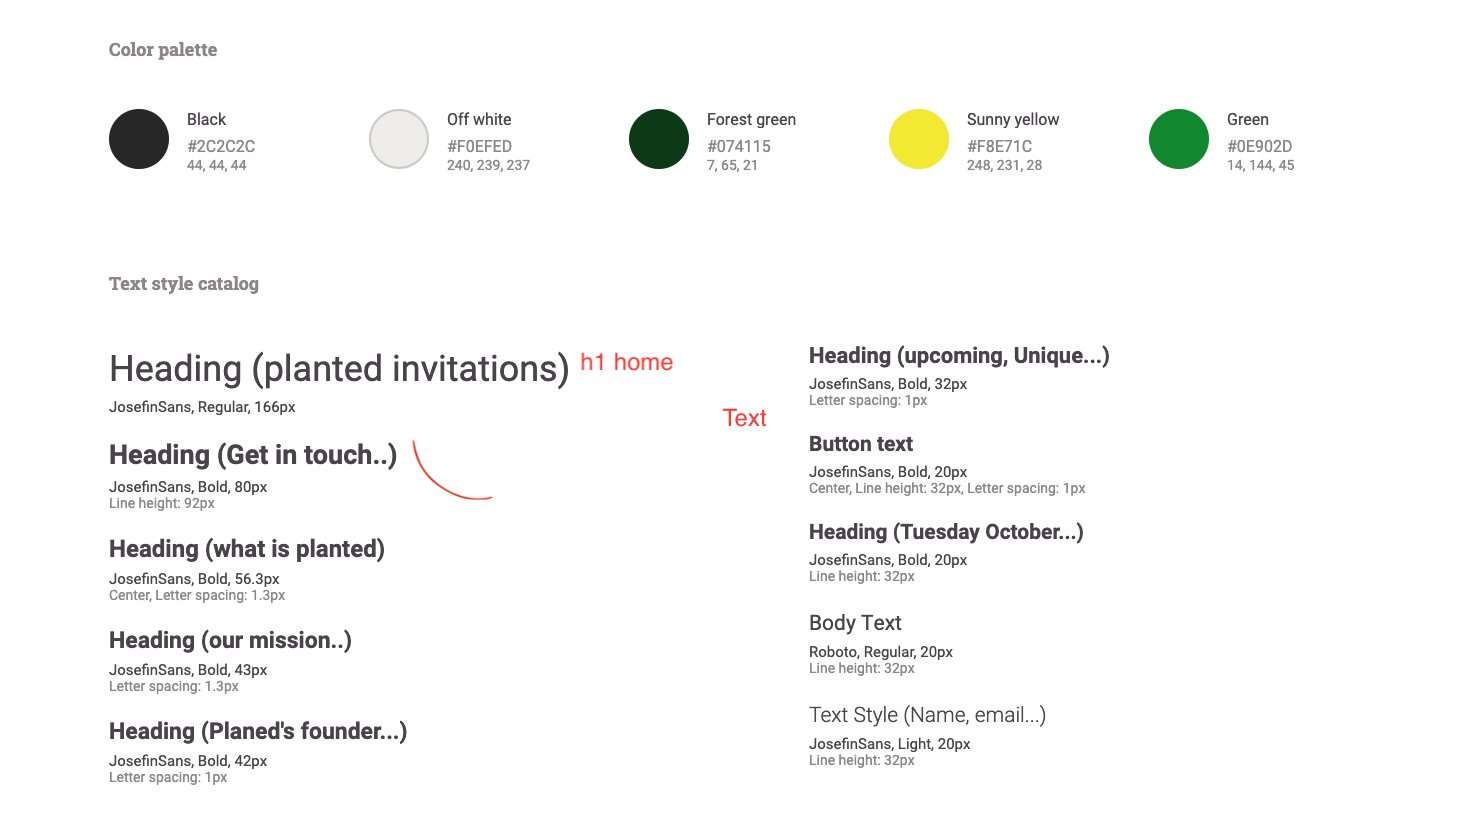 Color palette
Black
#2C2C2C
44, 44, 44
Off white
#F0EFED
240, 239, 237
Forest green
#074115
7, 65, 21
Sunny yellow
#F8E71C
248, 231, 28
Green
#0E902D
14, 144, 45
Text style catalog
Heading (planted invitations)
h1 home
JosefinSans, Regular, 166px
Heading (Get in touch..)
JosefinSans, Bold, 80px
Line height: 92px
Heading (what is planted)
JosefinSans, Bold, 56.3px
Center, Letter spacing: 1.3px
Heading (our mission..)
JosefinSans, Bold, 43px
Letter spacing: 1.3px
Heading (Planed's founder...)
JosefinSans, Bold, 42px
Letter spacing: 1px
Text
Heading (upcoming, Unique...)
JosefinSans, Bold, 32px
Letter spacing: 1px
Button text
JosefinSans, Bold, 20px
Center, Line height: 32px, Letter spacing: 1px
Heading (Tuesday October...)
JosefinSans, Bold, 20px
Line height: 32px
Body Text
Roboto, Regular, 20px
Line height: 32px
Text Style (Name, email...)
JosefinSans, Light, 20px
Line height: 32px